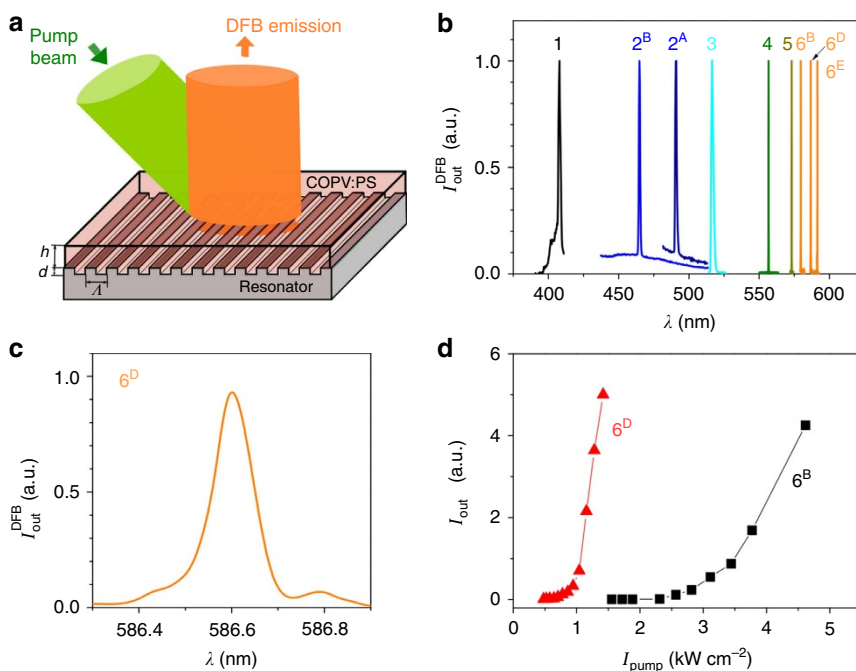 a
Pump
beam
DFB emission
COPV:PS
h
d
Λ
Resonator
b
1 2ᴮ 2ᴬ 3 4 5 6ᴮ 6ᴰ
6ᴱ
1.0
0.5
0.0
I_out^DFB (a.u.)
400 450 500 550 600
λ (nm)
c
6ᴰ
1.0
0.5
0.0
I_out^DFB (a.u.)
586.4 586.6 586.8
λ (nm)
d
6
4
2
0
I_out (a.u.)
6ᴰ
6ᴮ
0 1 2 3 4 5
I_pump (kW cm⁻²)